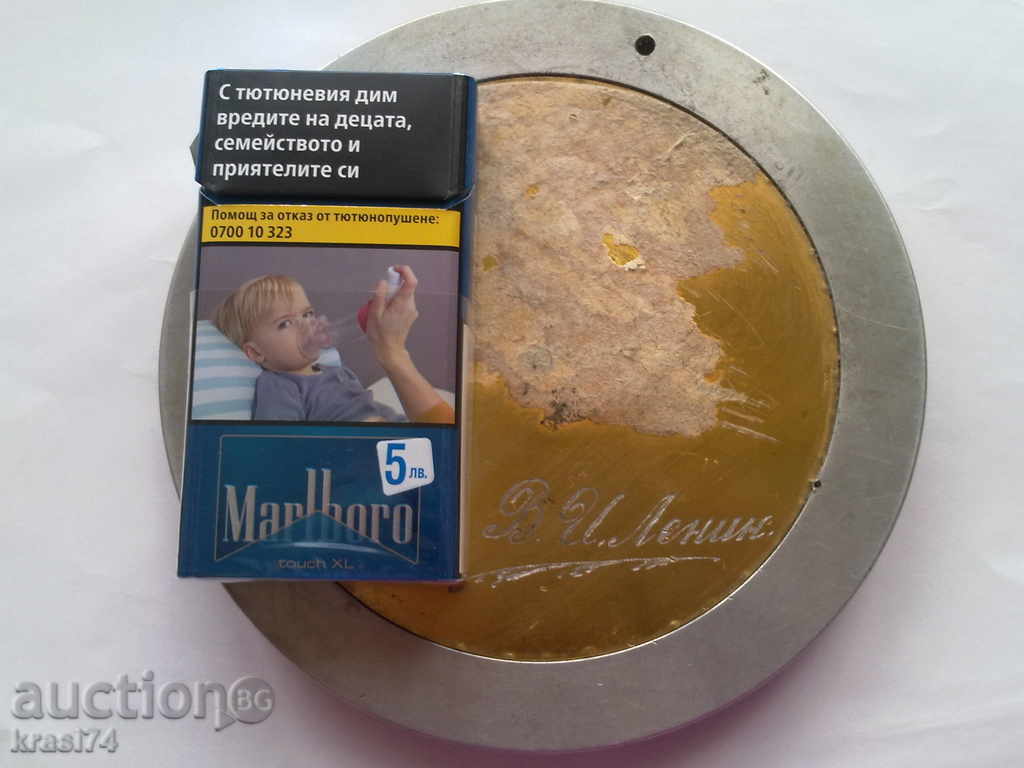 С тютюневия дим
вредите на децата,
семейството и
приятелите си
Помощ за отказ от тютюнопушене:
0700 10 323
5 лв.
Marlboro
touch XL
В. И. Ленин.
auction BG
krasi74